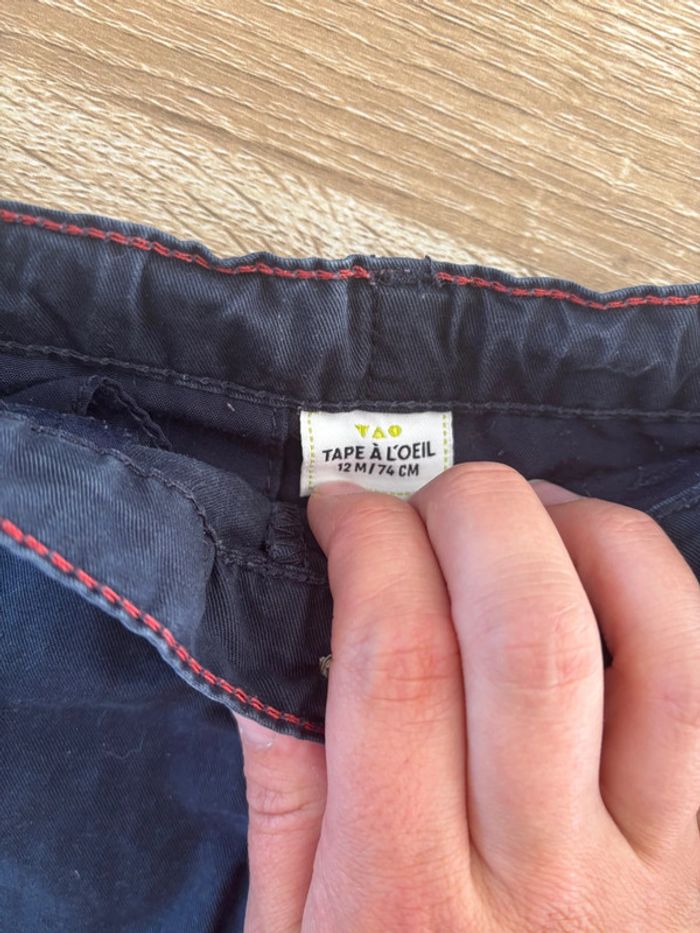 TAO
TAPE À L'OEIL
12 M / 74 CM